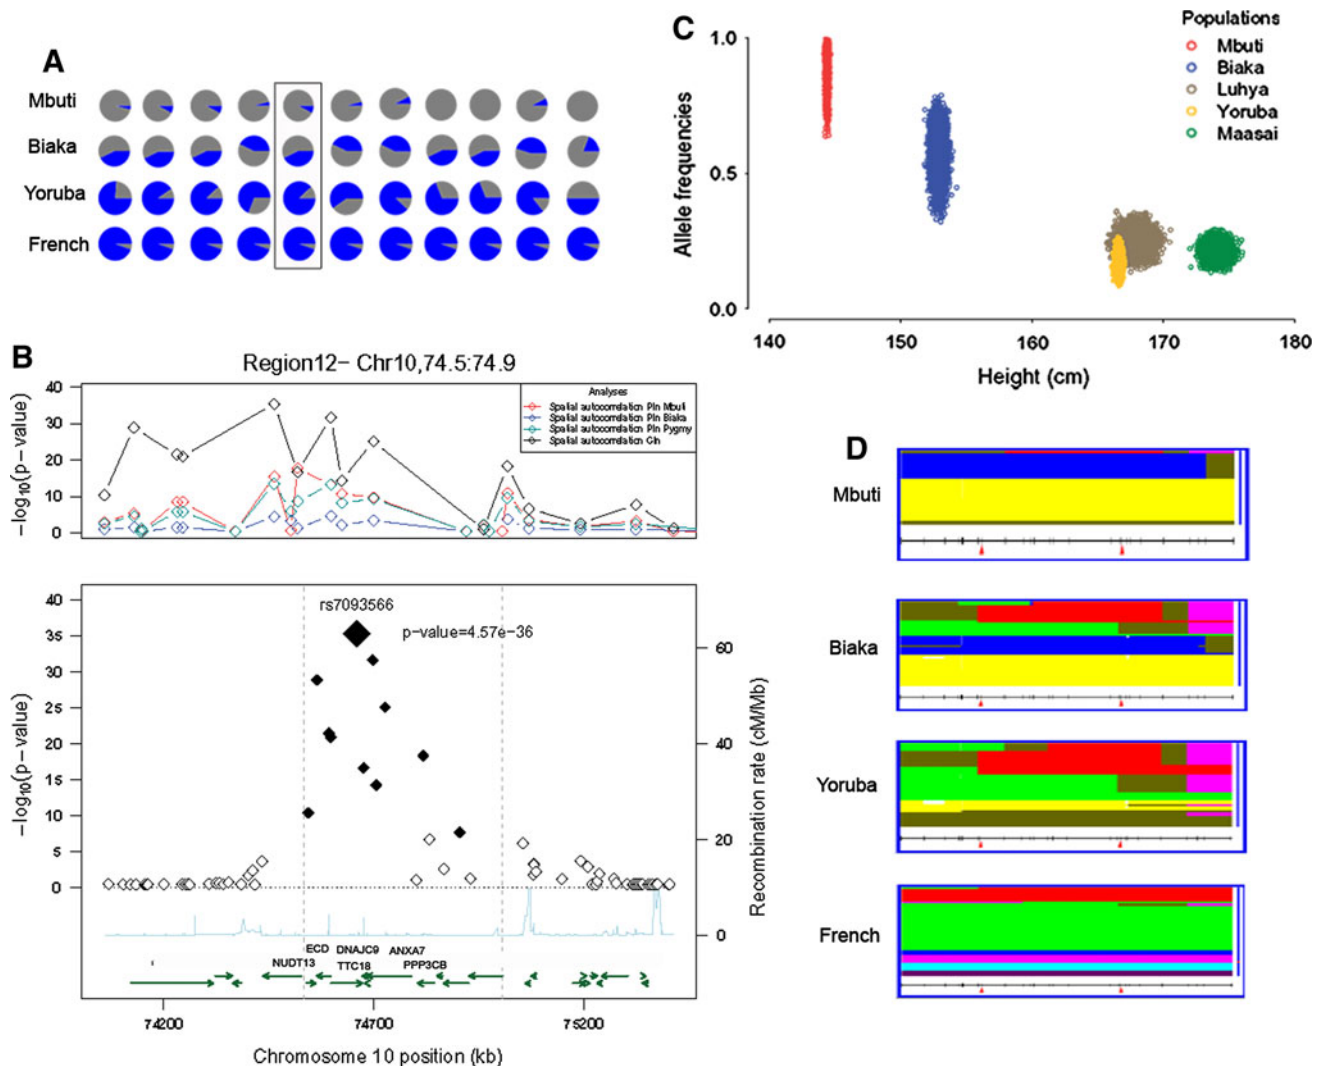 A
Mbuti
Biaka
Yoruba
French
B
Region12- Chr10,74.5:74.9
Analyses
Spatial autocorrelation Pin Mbuti
Spatial autocorrelation Pin Biaka
Spatial autocorrelation Pin Pygmy
Spatial autocorrelation Gin
−log10(p−value)
40
30
20
10
0
rs7093566
p-value=4.57e-36
−log10(p−value)
40
35
30
25
20
15
10
5
0
60
40
20
0
Recombination rate (cM/Mb)
ECD DNAJC9 ANXA7
NUDT13 TTC18 PPP3CB
74200 74700 75200
Chromosome 10 position (kb)
C
Populations
Mbuti
Biaka
Luhya
Yoruba
Maasai
Allele frequencies
1.0
0.5
0.0
140 150 160 170 180
Height (cm)
D
Mbuti
Biaka
Yoruba
French